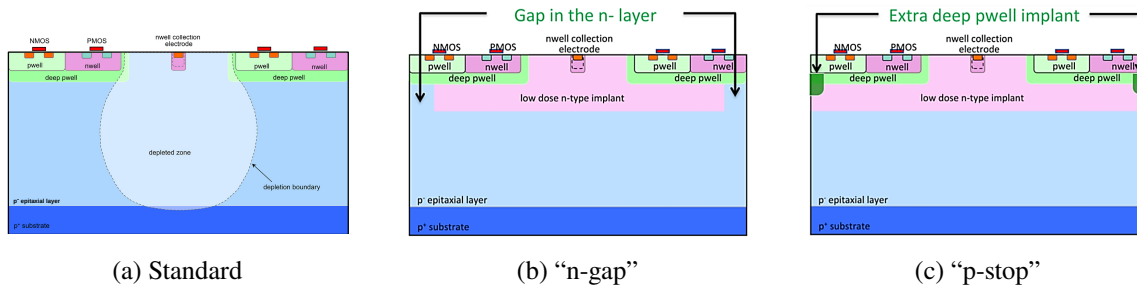 NMOS
PMOS
nwell collection
electrode
pwell
nwell
pwell
nwell
deep pwell
deep pwell
depleted zone
depletion boundary
p- epitaxial layer
p+ substrate
(a) Standard
Gap in the n- layer
nwell collection
electrode
NMOS
PMOS
pwell
nwell
pwell
nwell
deep pwell
deep pwell
low dose n-type implant
p- epitaxial layer
p+ substrate
(b) “n-gap”
Extra deep pwell implant
nwell collection
electrode
NMOS
PMOS
pwell
nwell
pwell
nwell
deep pwell
deep pwell
low dose n-type implant
p- epitaxial layer
p+ substrate
(c) “p-stop”